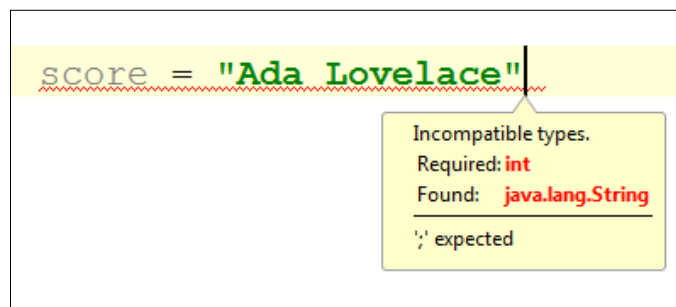 score = "Ada Lovelace"
Incompatible types.
Required: int
Found: java.lang.String
';' expected